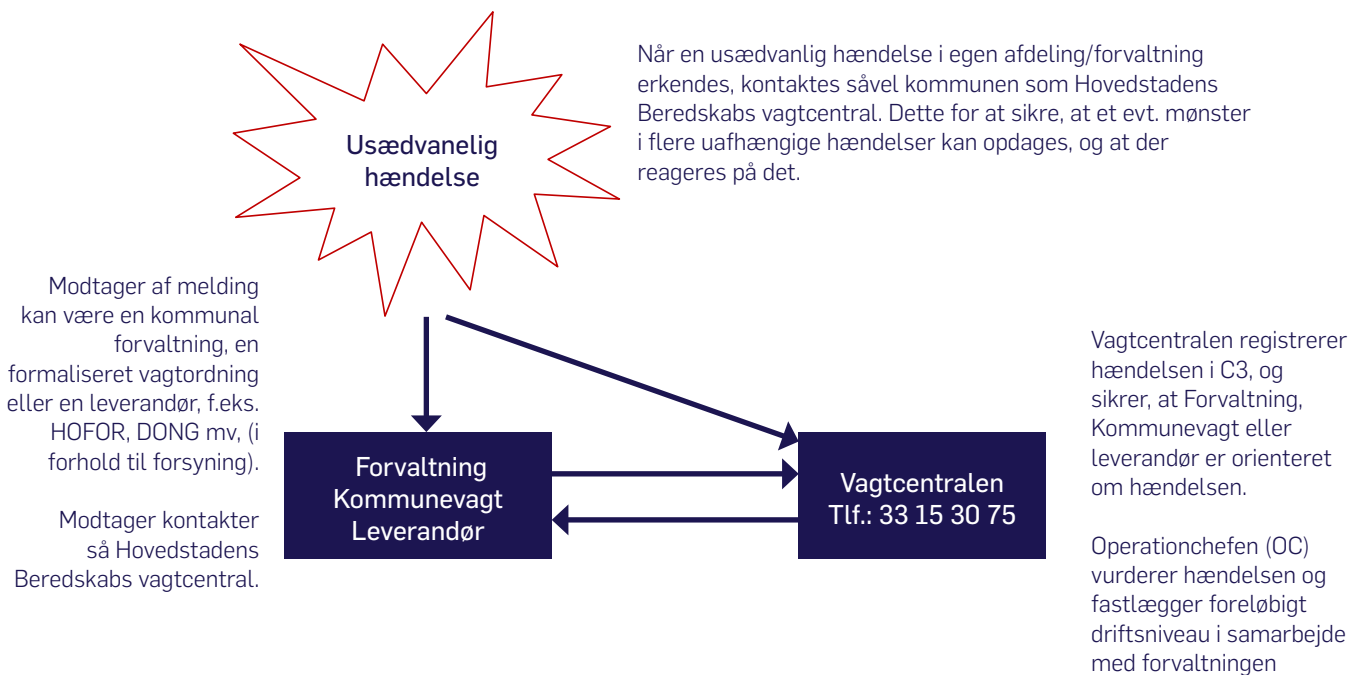 Når en usædvanlig hændelse i egen afdeling/forvaltning
erkendes, kontaktes såvel kommunen som Hovedstadens
Beredskabs vagtcentral. Dette for at sikre, at et evt. mønster
i flere uafhængige hændelser kan opdages, og at der
reageres på det.
Usædvanelig
hændelse
Modtager af melding
kan være en kommunal
forvaltning, en
formaliseret vagtordning
eller en leverandør, f.eks.
HOFOR, DONG mv, (i
forhold til forsyning).
Modtager kontakter
så Hovedstadens
Beredskabs vagtcentral.
Forvaltning
Kommunevagt
Leverandør
Vagtcentralen
Tlf.: 33 15 30 75
Vagtcentralen registrerer
hændelsen i C3, og
sikrer, at Forvaltning,
Kommunevagt eller
leverandør er orienteret
om hændelsen.
Operationchefen (OC)
vurderer hændelsen og
fastlægger foreløbigt
driftsniveau i samarbejde
med forvaltningen